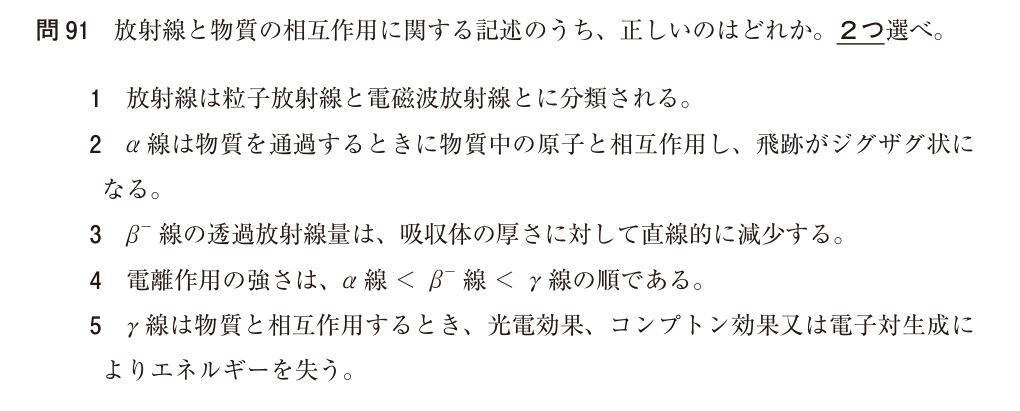 問 91 放射線と物質の相互作用に関する記述のうち、正しいのはどれか。2つ選べ。
1 放射線は粒子放射線と電磁波放射線とに分類される。
2 α 線は物質を通過するときに物質中の原子と相互作用し、飛跡がジグザグ状に
なる。
3 β⁻ 線の透過放射線量は、吸収体の厚さに対して直線的に減少する。
4 電離作用の強さは、α 線 < β⁻ 線 < γ 線の順である。
5 γ 線は物質と相互作用するとき、光電効果、コンプトン効果又は電子対生成に
よりエネルギーを失う。